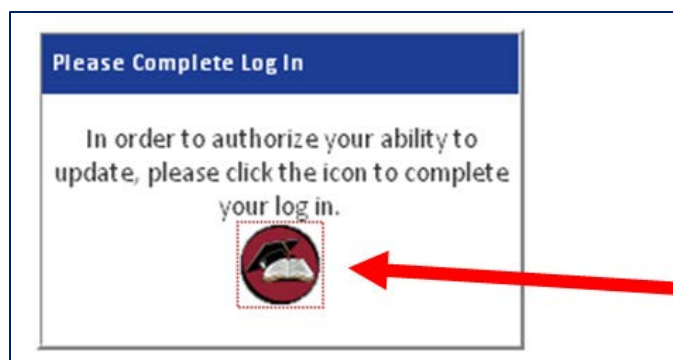 Please Complete Log In
In order to authorize your ability to
update, please click the icon to complete
your log in.